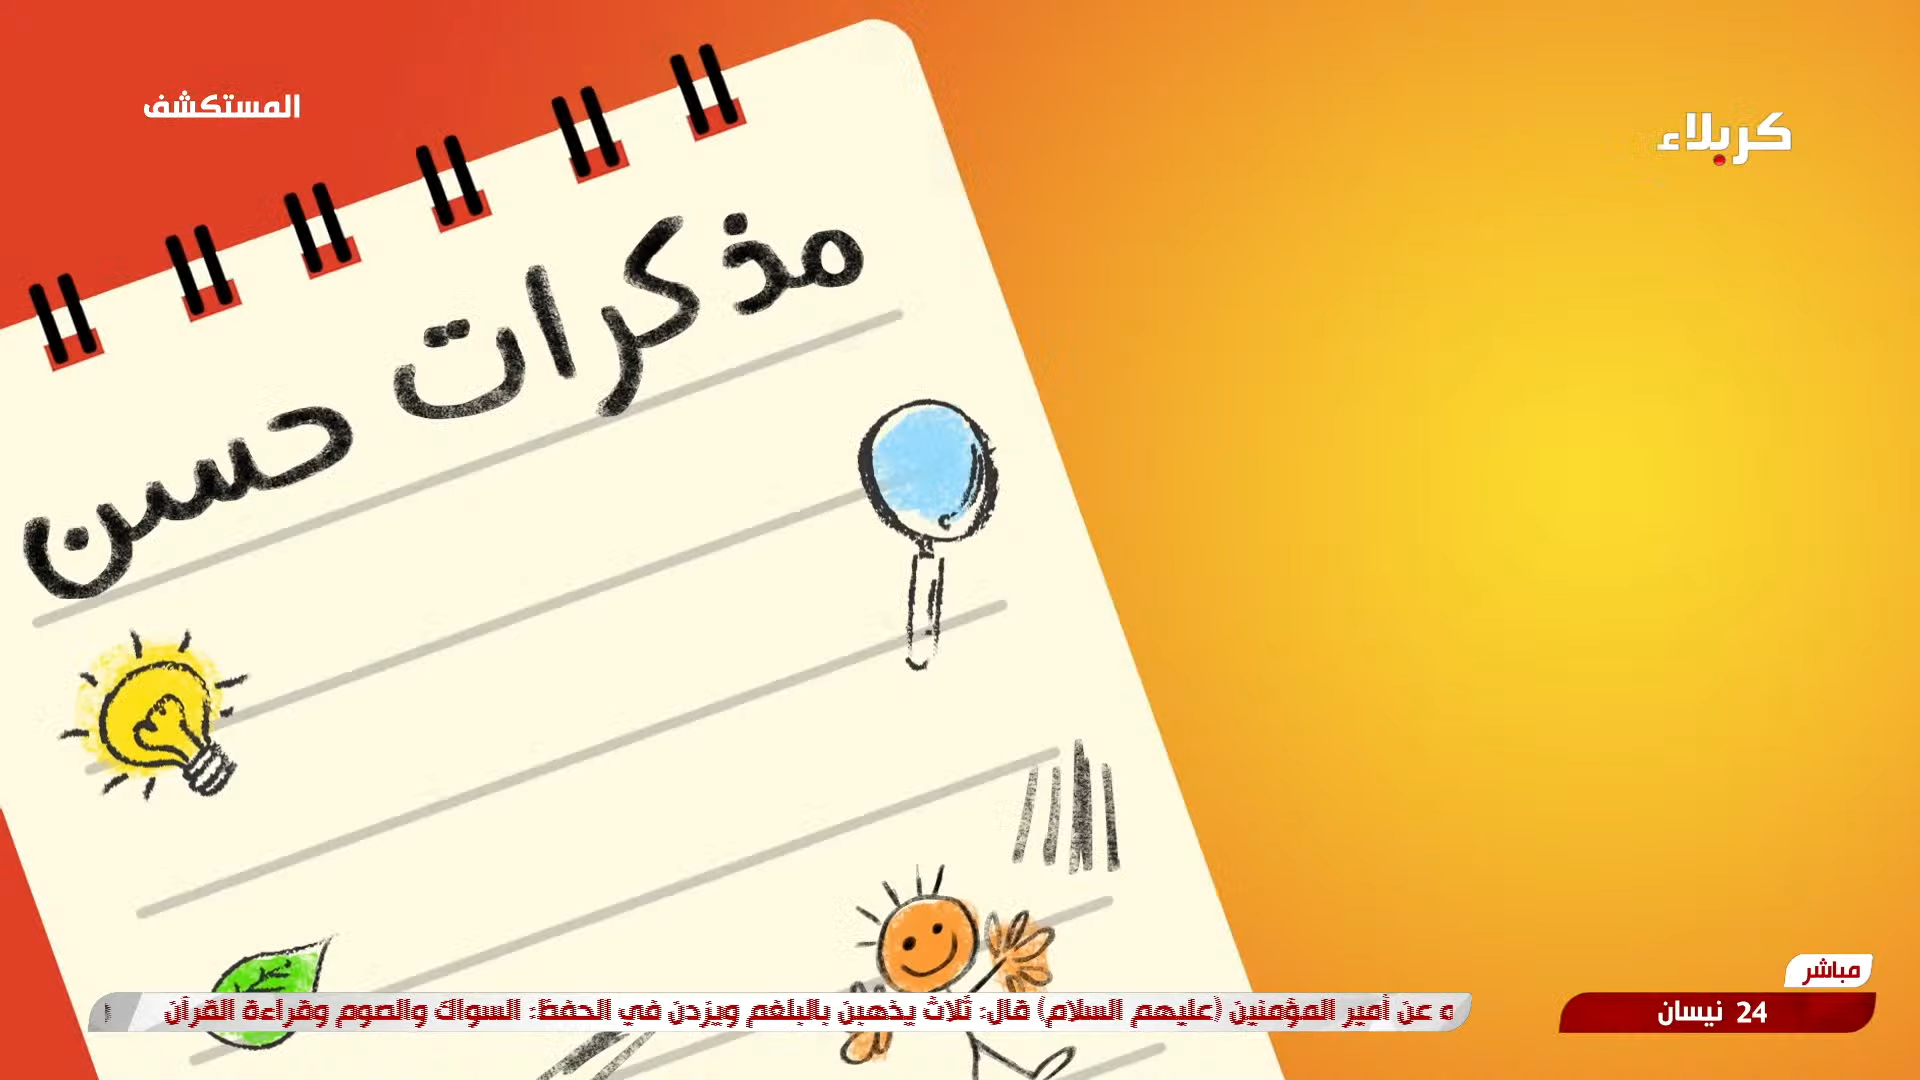 المستكشف
كربلاء
مذكرات حسن
مباشر
24 نيسان
ه عن أمير المؤمنين (عليهم السلام) قال: ثلاث يذهبن بالبلغم ويزدن في الحفظ: السواك والصوم وقراءة القرآن